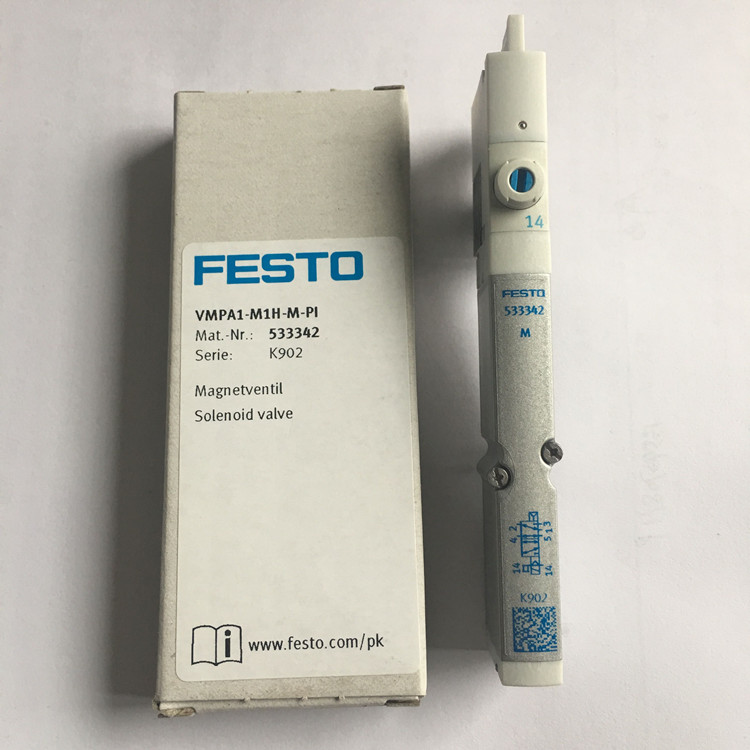 FESTO
VMPA1-M1H-M-PI
Mat.-Nr.: 533342
Serie: K902
Magnetventil
Solenoid valve
i www.festo.com/pk
14
FESTO
533342
M
4 2
5 1 3
14
14
K902